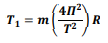 T₁ = m(4Π²/T²)R